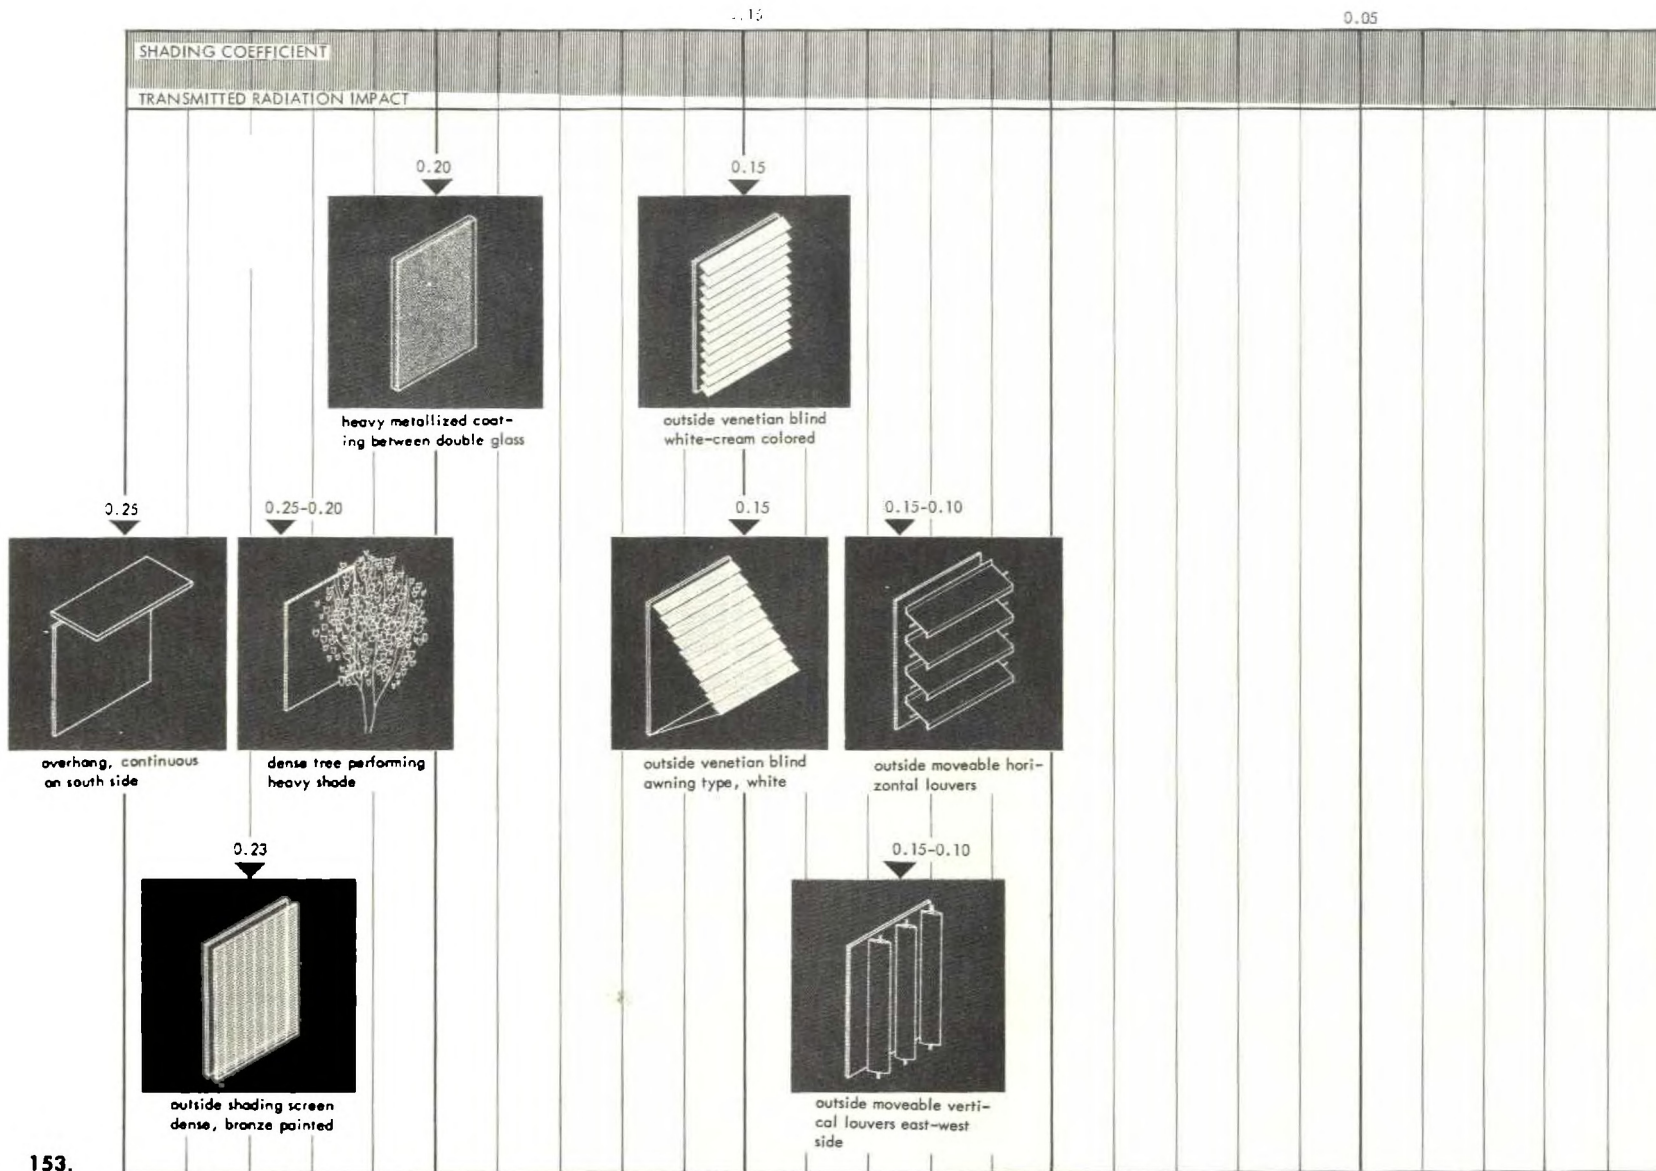 0.05
SHADING COEFFICIENT
TRANSMITTED RADIATION IMPACT
0.20
0.15
heavy metallized coat-
ing between double glass
outside venetian blind
white-cream colored
0.25
0.25-0.20
0.15
0.15-0.10
overhang, continuous
on south side
dense tree performing
heavy shade
outside venetian blind
awning type, white
outside moveable hori-
zontal louvers
0.23
0.15-0.10
outside shading screen
dense, bronze painted
outside moveable verti-
cal louvers east-west
side
153.